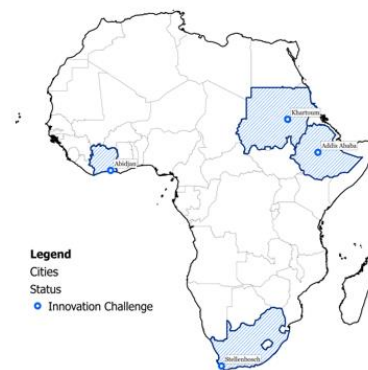 Khartoum
Addis Ababa
Abidjan
Legend
Cities
Status
Innovation Challenge
Stellenbosch